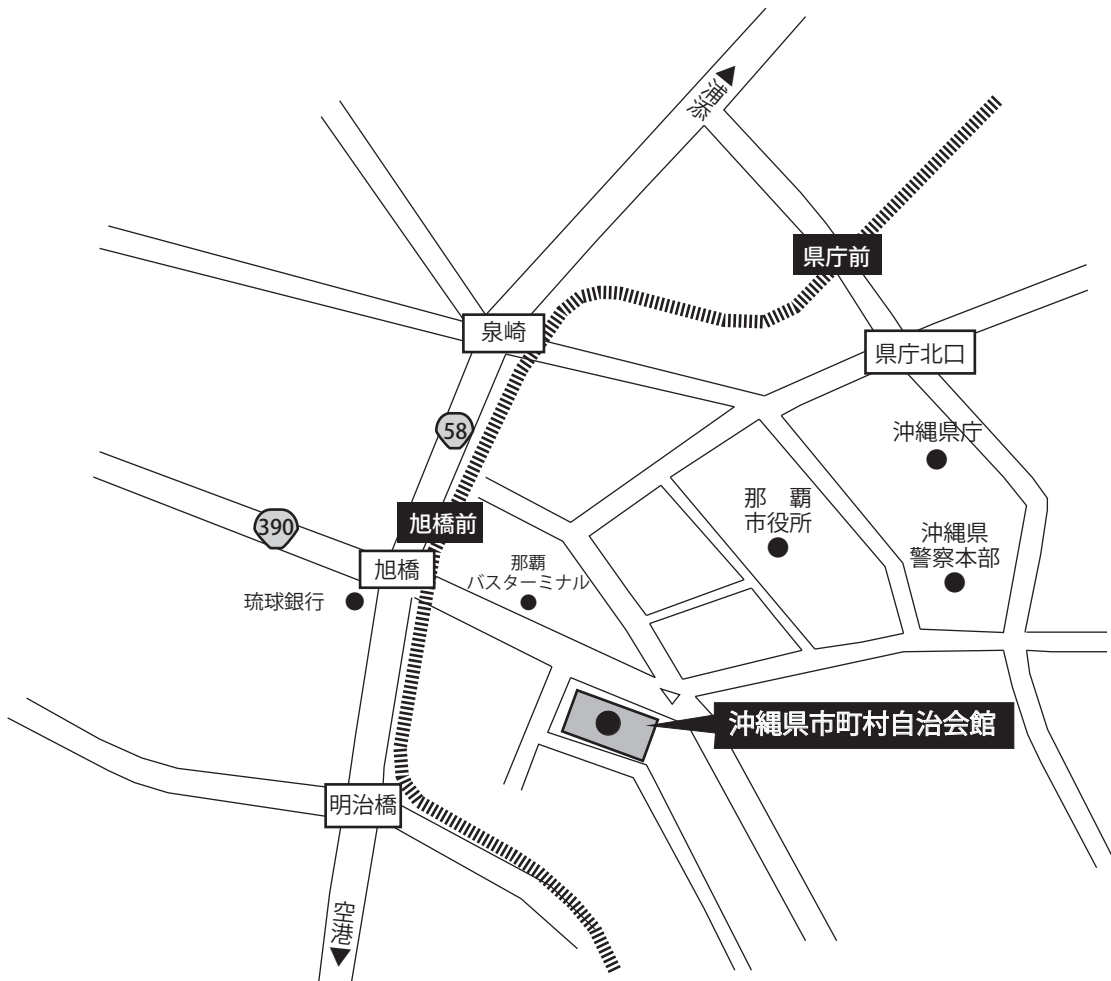 浦添
県庁前
泉崎
県庁北口
58
沖縄県庁
那　覇
市役所
390
旭橋前
沖縄県
警察本部
旭橋
那覇
バスターミナル
琉球銀行
沖縄県市町村自治会館
明治橋
空港